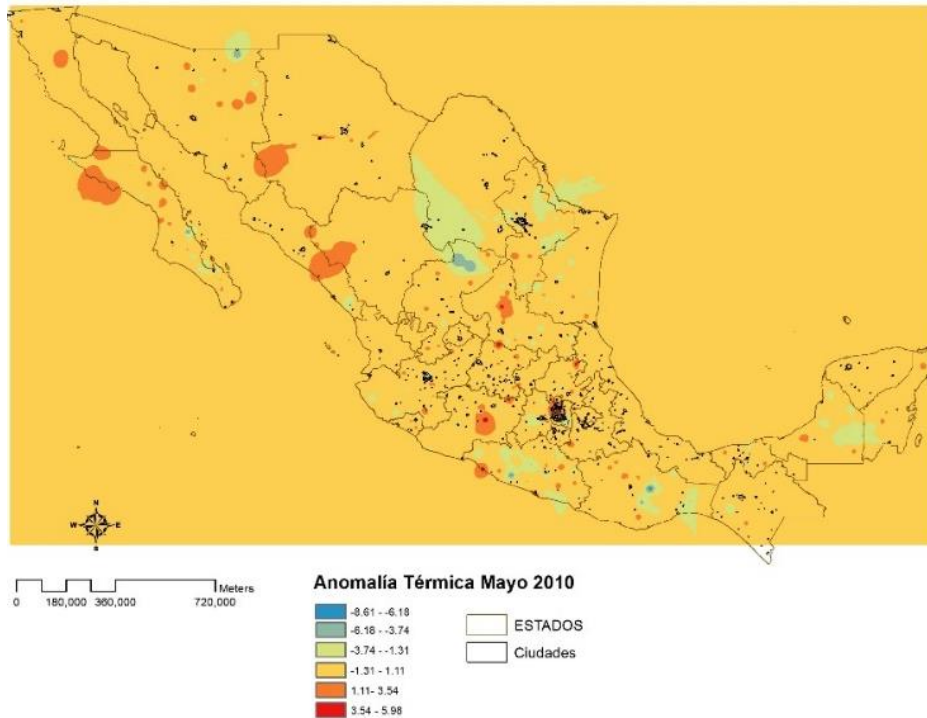 N
W E
S
Meters
0 180,000 360,000 720,000
Anomalía Térmica Mayo 2010
-8.61 - -6.18
-6.18 - -3.74
-3.74 - -1.31
-1.31 - 1.11
1.11- 3.54
3.54 - 5.98
ESTADOS
Ciudades